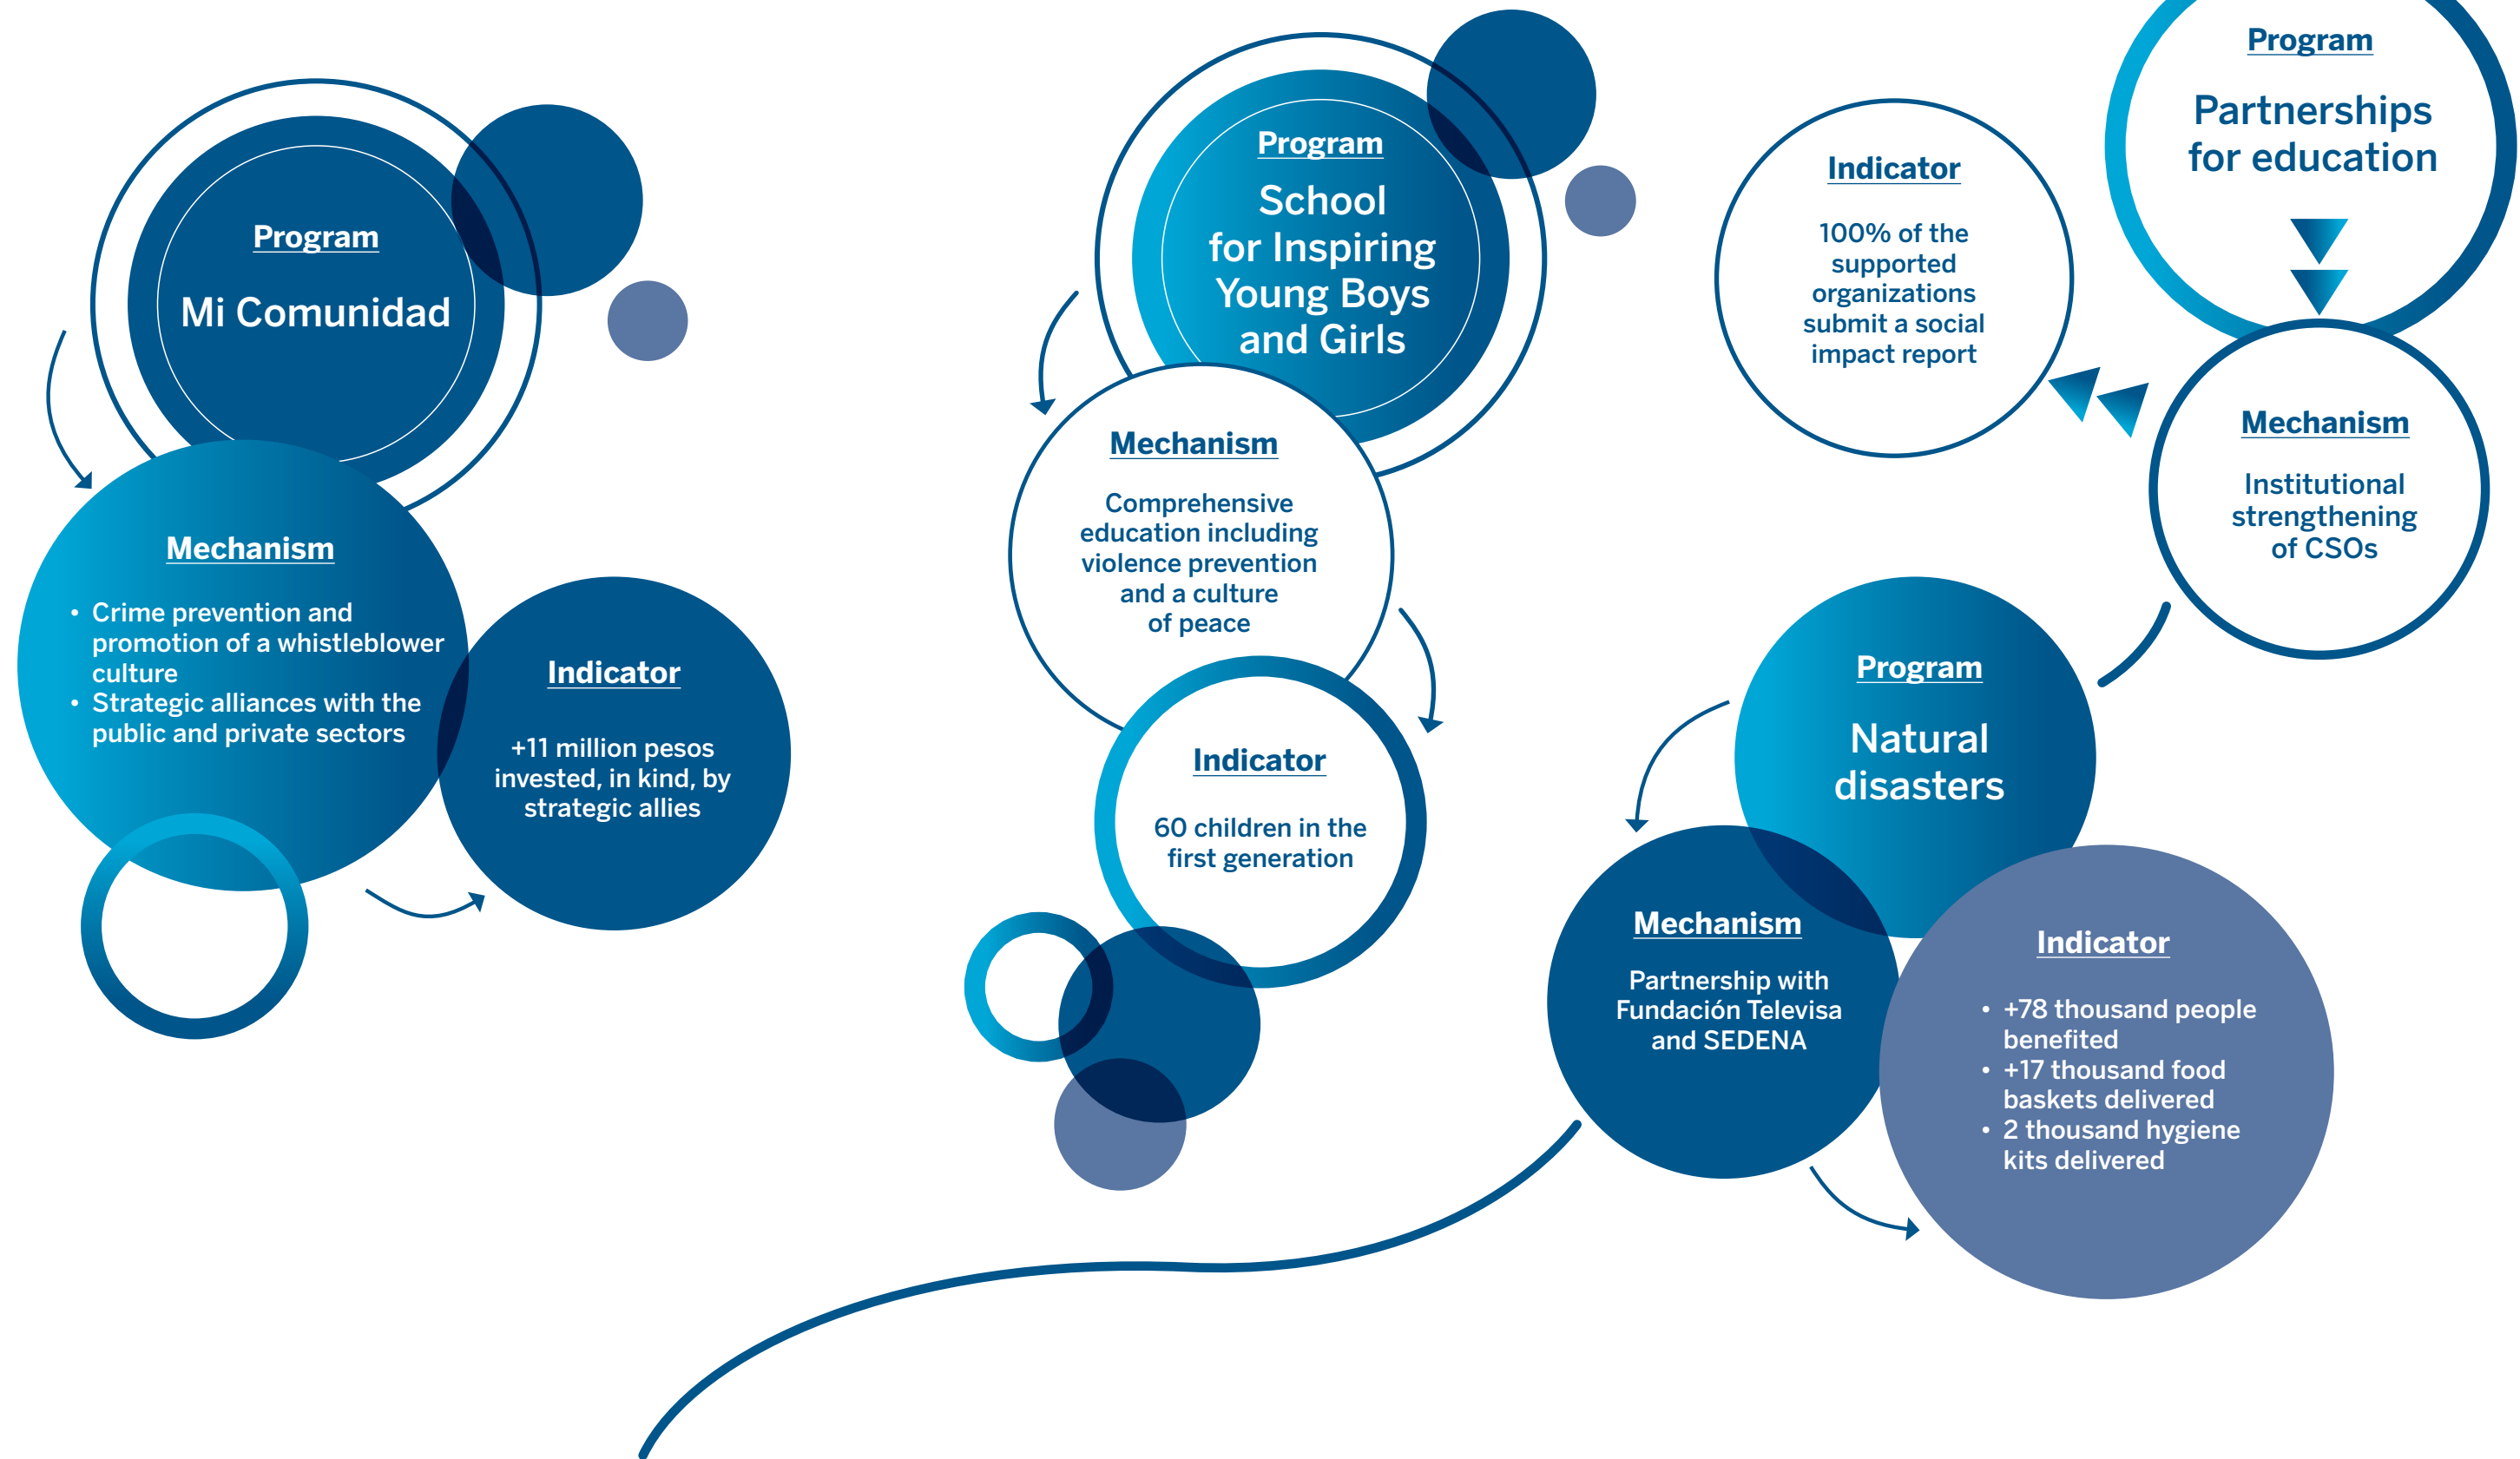 Program
Mi Comunidad
Mechanism
• Crime prevention and
promotion of a whistleblower
culture
• Strategic alliances with the
public and private sectors
Indicator
+11 million pesos
invested, in kind, by
strategic allies
Program
School
for Inspiring
Young Boys
and Girls
Mechanism
Comprehensive
education including
violence prevention
and a culture
of peace
Indicator
60 children in the
first generation
Program
Partnerships
for education
Mechanism
Institutional
strengthening
of CSOs
Indicator
100% of the
supported
organizations
submit a social
impact report
Program
Natural
disasters
Mechanism
Partnership with
Fundación Televisa
and SEDENA
Indicator
• +78 thousand people
benefited
• +17 thousand food
baskets delivered
• 2 thousand hygiene
kits delivered